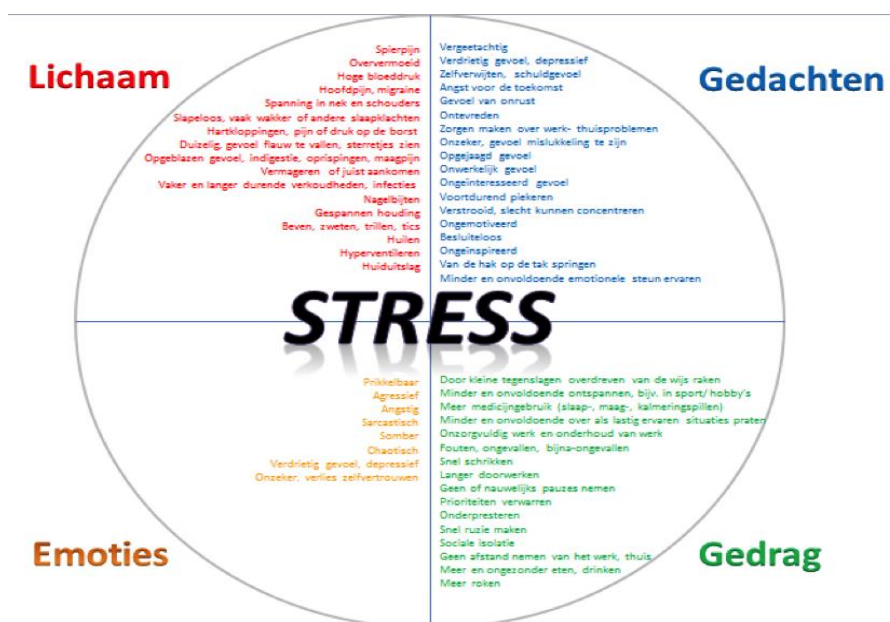 Lichaam
Spierpijn
Oververmoeid
Hoge bloeddruk
Hoofdpijn, migraine
Spanning in nek en schouders
Slapeloos, vaak wakker of andere slaapklachten
Hartkloppingen, pijn of druk op de borst
Duizelig, gevoel flauw te vallen, sterretjes zien
Opgeblazen gevoel, indigestie, oprispingen, maagpijn
Vermageren of juist aankomen
Vaker en langer durende verkoudheden, infecties
Nagelbijten
Gespannen houding
Beven, zweten, trillen, tics
Huilen
Hyperventileren
Huiduitslag
Gedachten
Vergeetachtig
Verdrietig gevoel, depressief
Zelfverwijten, schuldgevoel
Angst voor de toekomst
Gevoel van onrust
Ontevreden
Zorgen maken over werk- thuisproblemen
Onzeker, gevoel mislukkeling te zijn
Opgejaagd gevoel
Onwerkelijk gevoel
Ongeïnteresseerd gevoel
Voortdurend piekeren
Verstrooid, slecht kunnen concentreren
Ongemotiveerd
Besluiteloos
Ongeïnspireerd
Van de hak op de tak springen
Minder en onvoldoende emotionele steun ervaren
STRESS
Emoties
Prikkelbaar
Agressief
Angstig
Sarcastisch
Somber
Chaotisch
Verdrietig gevoel, depressief
Onzeker, verlies zelfvertrouwen
Gedrag
Door kleine tegenslagen overdreven van de wijs raken
Minder en onvoldoende ontspannen, bijv. in sport/ hobby's
Meer medicijngebruik (slaap-, maag-, kalmeringspillen)
Minder en onvoldoende over als lastig ervaren situaties praten
Onzorgvuldig werk en onderhoud van werk
Fouten, ongevallen, bijna-ongevallen
Snel schrikken
Langer doorwerken
Geen of nauwelijks pauzes nemen
Prioriteiten verwarren
Onderpresteren
Snel ruzie maken
Sociale isolatie
Geen afstand nemen van het werk, thuis
Meer en ongezonder eten, drinken
Meer roken